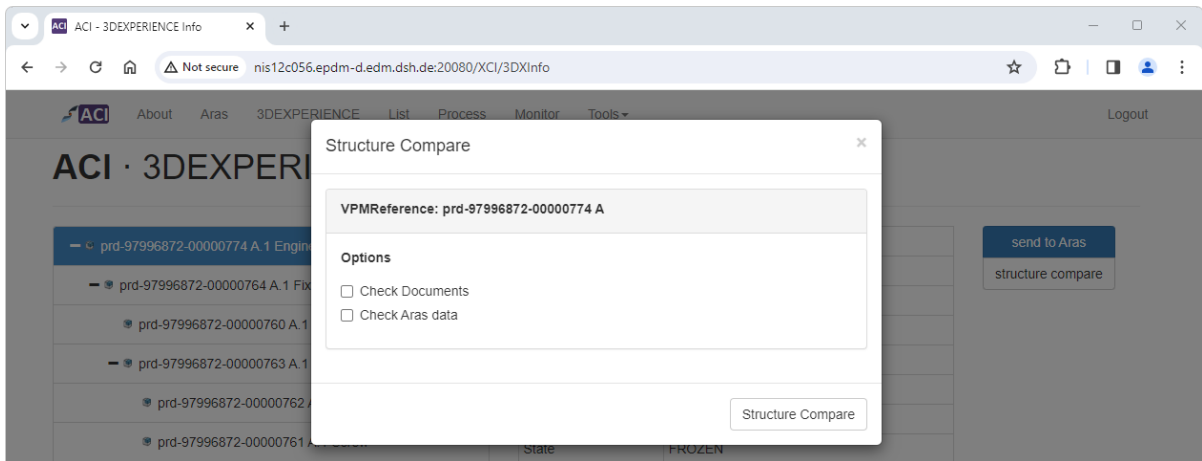 ACI ACI - 3DEXPERIENCE Info
Not secure nis12c056.epdm-d.edm.dsh.de:20080/XCI/3DXInfo
ACI About Aras 3DEXPERIENCE List Process Monitor Tools Logout
Structure Compare ×
ACI · 3DEXPERI
VPMReference: prd-97996872-00000774 A
prd-97996872-00000774 A.1 Engin
send to Aras
Options
structure compare
prd-97996872-00000764 A.1 Fix
Check Documents
Check Aras data
prd-97996872-00000760 A.1
prd-97996872-00000763 A.1
prd-97996872-00000762
Structure Compare
prd-97996872-00000761
State FROZEN